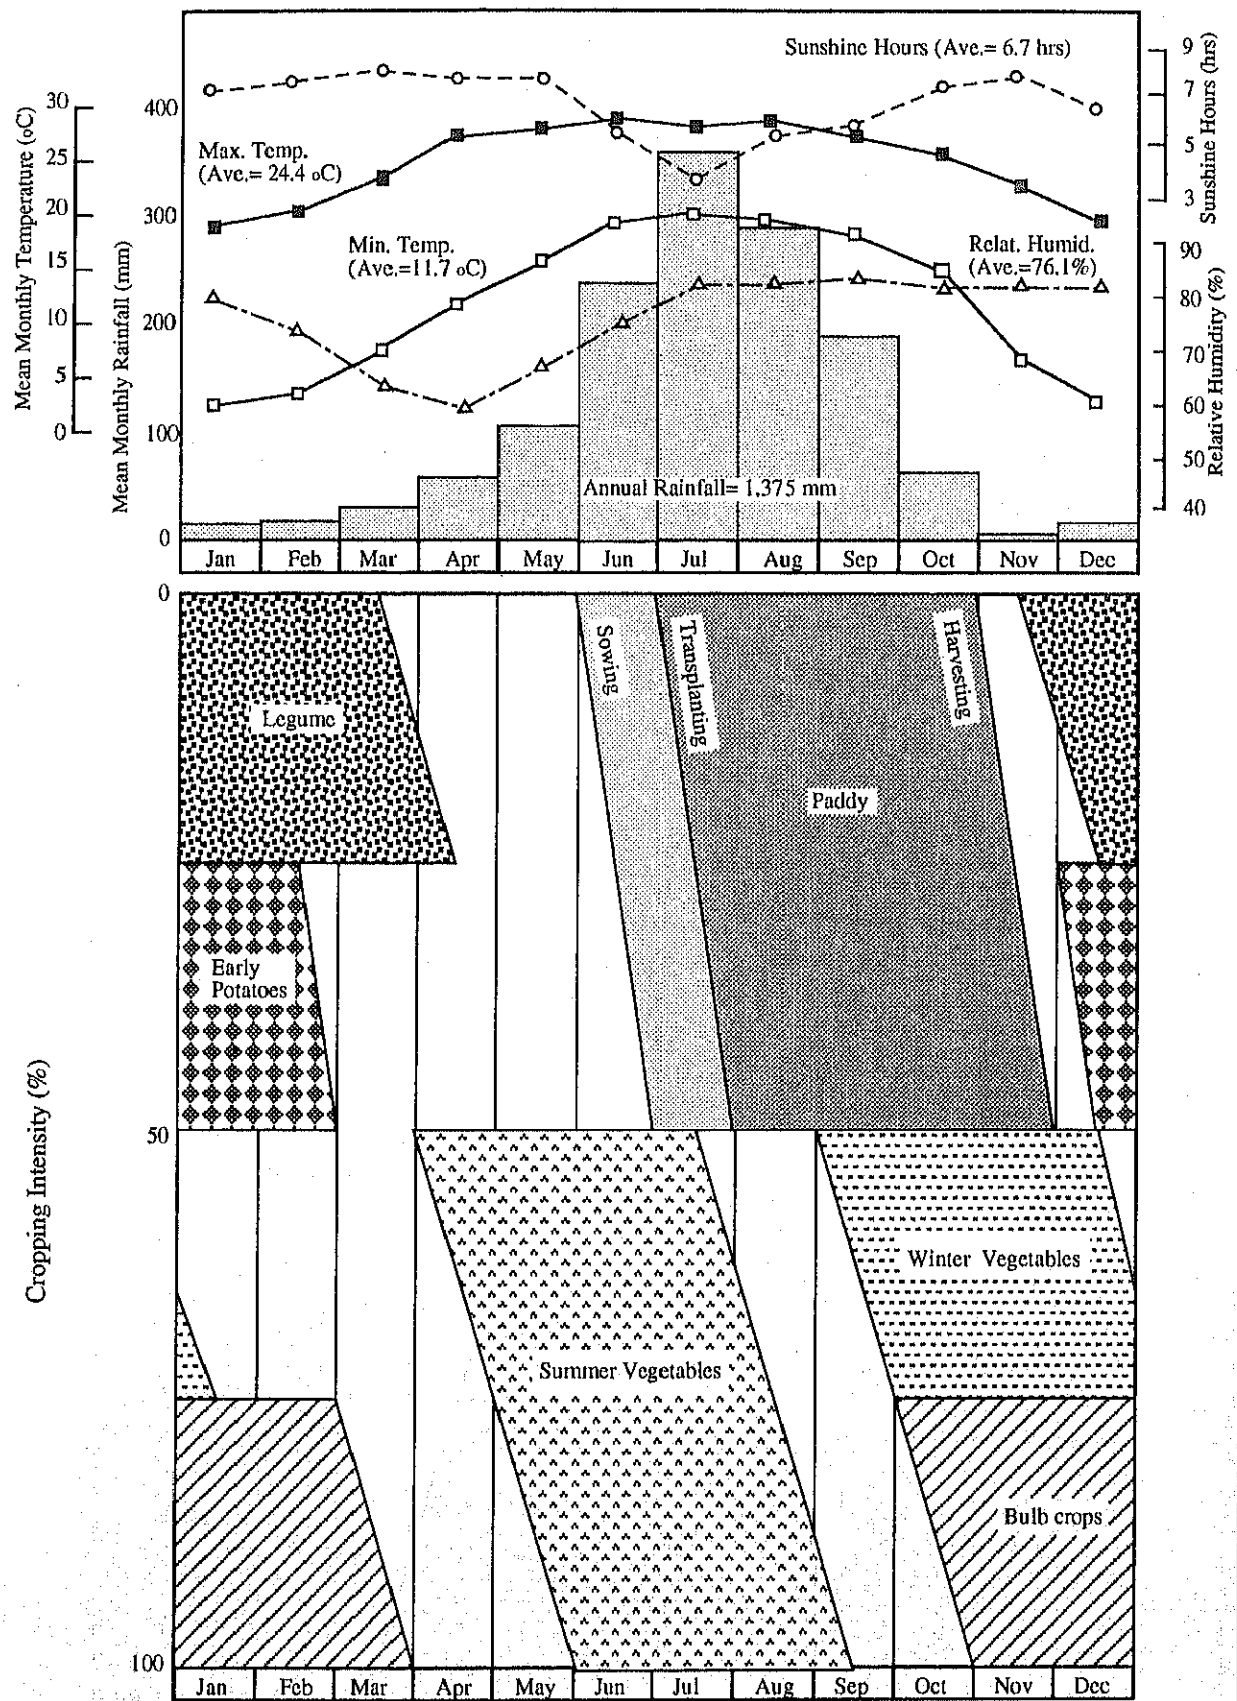 Sunshine Hours (Ave.= 6.7 hrs)
Max. Temp.
(Ave.= 24.4 oC)
Min. Temp.
(Ave.=11.7 oC)
Relat. Humid.
(Ave.=76.1%)
Annual Rainfall= 1,375 mm
Mean Monthly Temperature (oC)
30
25
20
15
10
5
0
Mean Monthly Rainfall (mm)
400
300
200
100
0
Sunshine Hours (hrs)
9
7
5
3
Relative Humidity (%)
90
80
70
60
50
40
Jan Feb Mar Apr May Jun Jul Aug Sep Oct Nov Dec
Cropping Intensity (%)
0
50
100
Legume
Sowing
Transplanting
Harvesting
Paddy
Early
Potatoes
Winter Vegetables
Summer Vegetables
Bulb crops
Jan Feb Mar Apr May Jun Jul Aug Sep Oct Nov Dec